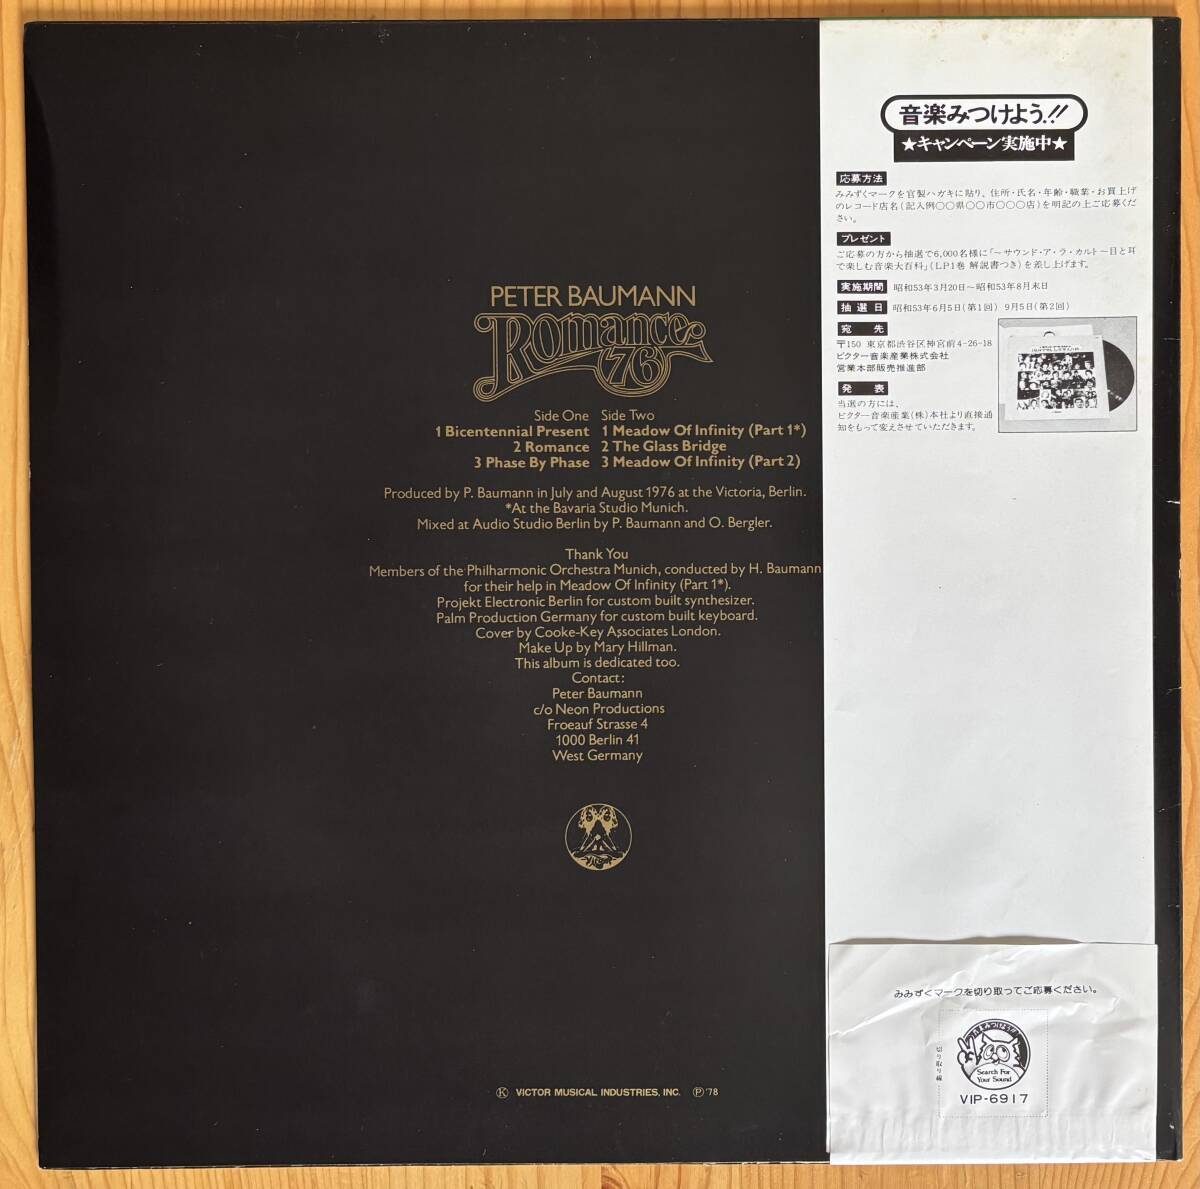 PETER BAUMANN
Romance
'76
Side One
1 Bicentennial Present
2 Romance
3 Phase By Phase
Side Two
1 Meadow Of Infinity (Part 1*)
2 The Glass Bridge
3 Meadow Of Infinity (Part 2)
Produced by P. Baumann in July and August 1976 at the Victoria, Berlin.
*At the Bavaria Studio Munich.
Mixed at Audio Studio Berlin by P. Baumann and O. Bergler.
Thank You
Members of the Philharmonic Orchestra Munich, conducted by H. Baumann
for their help in Meadow Of Infinity (Part 1*).
Projekt Electronic Berlin for custom built synthesizer.
Palm Production Germany for custom built keyboard.
Cover by Cooke-Key Associates London.
Make Up by Mary Hillman.
This album is dedicated too.
Contact:
Peter Baumann
c/o Neon Productions
Froeauf Strasse 4
1000 Berlin 41
West Germany
Ⓚ VICTOR MUSICAL INDUSTRIES, INC. Ⓟ '78
音楽みつけよう.!!
★キャンペーン実施中★
応募方法
みみずくマークを官製ハガキに貼り、住所・氏名・年齢・職業・お買上げ
のレコード店名(記入例○○県○○市○○○店)を明記の上ご応募くだ
さい。
プレゼント
ご応募の方から抽選で6,000名様に「〜サウンド・ア・ラ・カルト〜目と耳
で楽しむ音楽大百科」(LP1巻 解説書つき)を差し上げます。
実施期間 昭和53年3月20日〜昭和53年8月末日
抽選日 昭和53年6月5日(第1回) 9月5日(第2回)
宛先
〒150 東京都渋谷区神宮前4-26-18
ビクター音楽産業株式会社
営業本部販売推進部
発表
当選の方には、
ビクター音楽産業(株)本社より直接通
知をもって変えさせていただきます。
みみずくマークを切り取ってご応募ください。
切り取り線
音楽みつけよう!!
Search For
Your Sound
VIP-6917